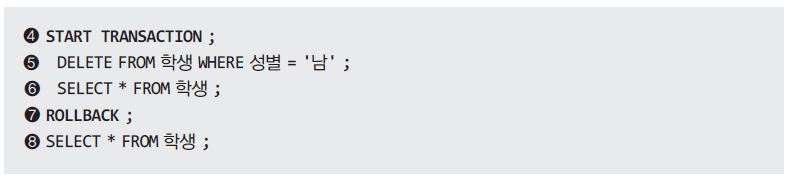 ❹ START TRANSACTION ;
❺ DELETE FROM 학생 WHERE 성별 = '남' ;
❻ SELECT * FROM 학생 ;
❼ ROLLBACK ;
❽ SELECT * FROM 학생 ;